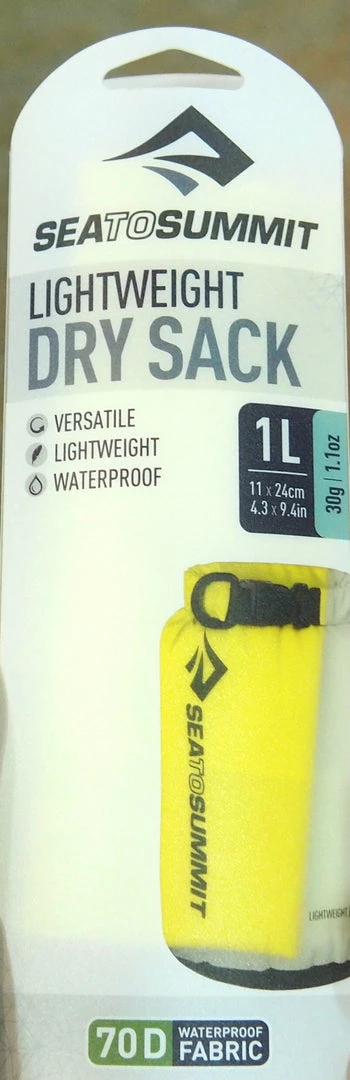 SEATOSUMMIT
LIGHTWEIGHT
DRY SACK
VERSATILE
LIGHTWEIGHT
WATERPROOF
1L
11 x 24cm
4.3 x 9.4in
30g | 1.1oz
SEATOSUMMIT
LIGHTWEIGHT
70D WATERPROOF
FABRIC